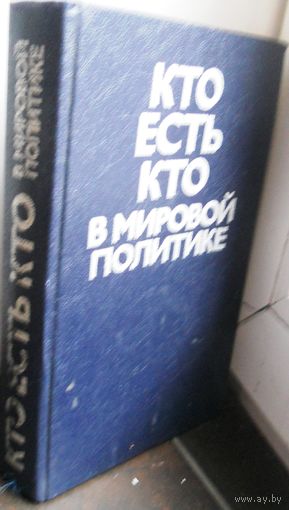 КТО
ЕСТЬ
КТО
В МИРОВОЙ
ПОЛИТИКЕ
КТО ЕСТЬ КТО
В МИРОВОЙ
ПОЛИТИКЕ
www.ay.by